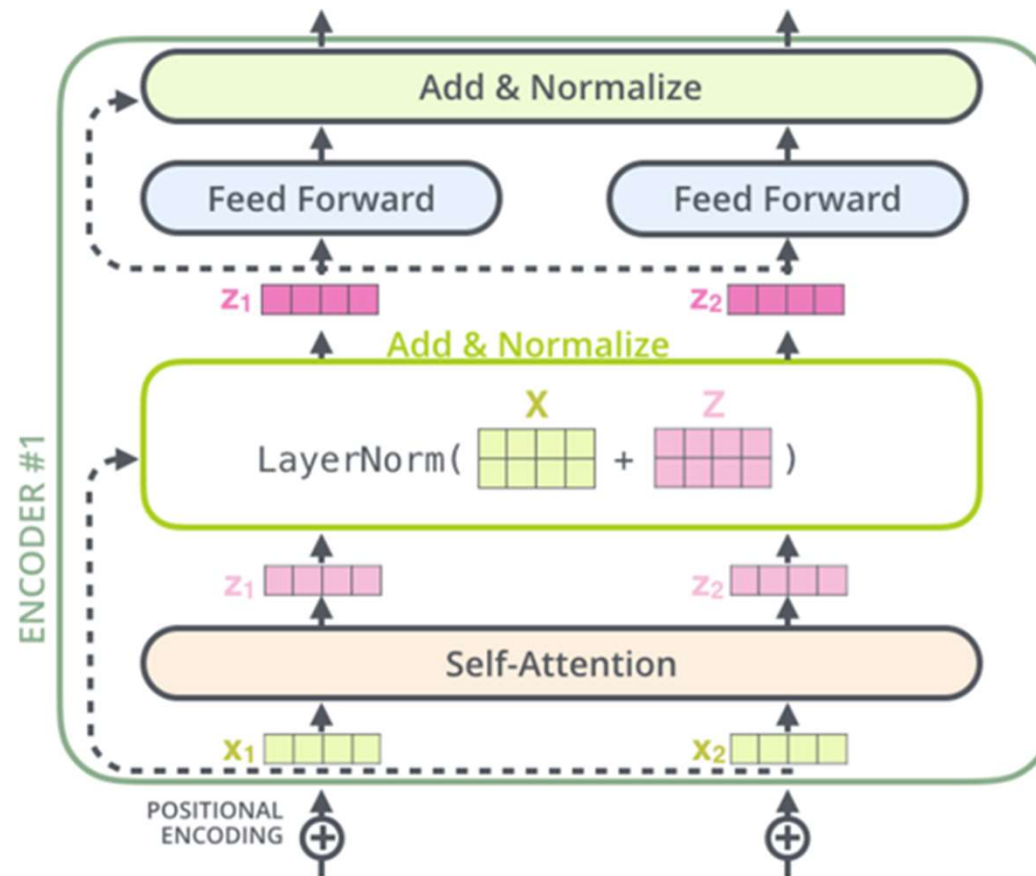 Add & Normalize
Feed Forward
Feed Forward
z1
z2
Add & Normalize
X
Z
LayerNorm(
+
)
z1
z2
Self-Attention
x1
x2
ENCODER #1
POSITIONAL
ENCODING